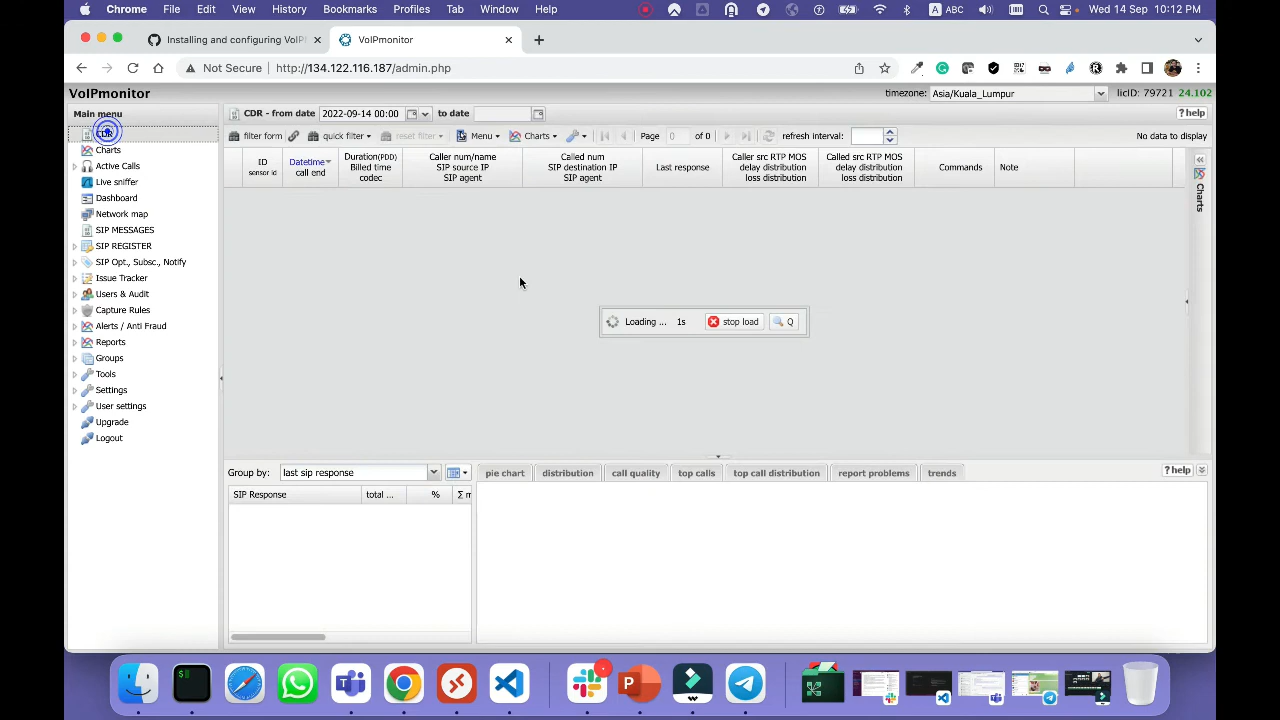 Chrome File Edit View History Bookmarks Profiles Tab Window Help ABC Wed 14 Sep 10:12 PM
Installing and configuring VoIP
VoIPmonitor
Not Secure http://134.122.116.187/admin.php
VoIPmonitor
timezone: Asia/Kuala_Lumpur licID: 79721 24.102
Main menu
CDR
Charts
Active Calls
Live sniffer
Dashboard
Network map
SIP MESSAGES
SIP REGISTER
SIP Opt., Subsc., Notify
Issue Tracker
Users & Audit
Capture Rules
Alerts / Anti Fraud
Reports
Groups
Tools
Settings
User settings
Upgrade
Logout
CDR - from date 2022-09-14 00:00 to date ?help
filter form quick filter reset filter Menu Charts Page 0 of 0 Refresh interval: No data to display
ID
sensor id
Datetime
call end
Duration(PDD)
Billed time
codec
Caller num/name
SIP source IP
SIP agent
Called num
SIP destination IP
SIP agent
Last response
Caller src RTP MOS
delay distribution
loss distribution
Called src RTP MOS
delay distribution
loss distribution
Commands
Note
Charts
Loading ... 1s stop load Q
Group by: last sip response
SIP Response total ... % Σ m
pie chart distribution call quality top calls top call distribution report problems trends ?help